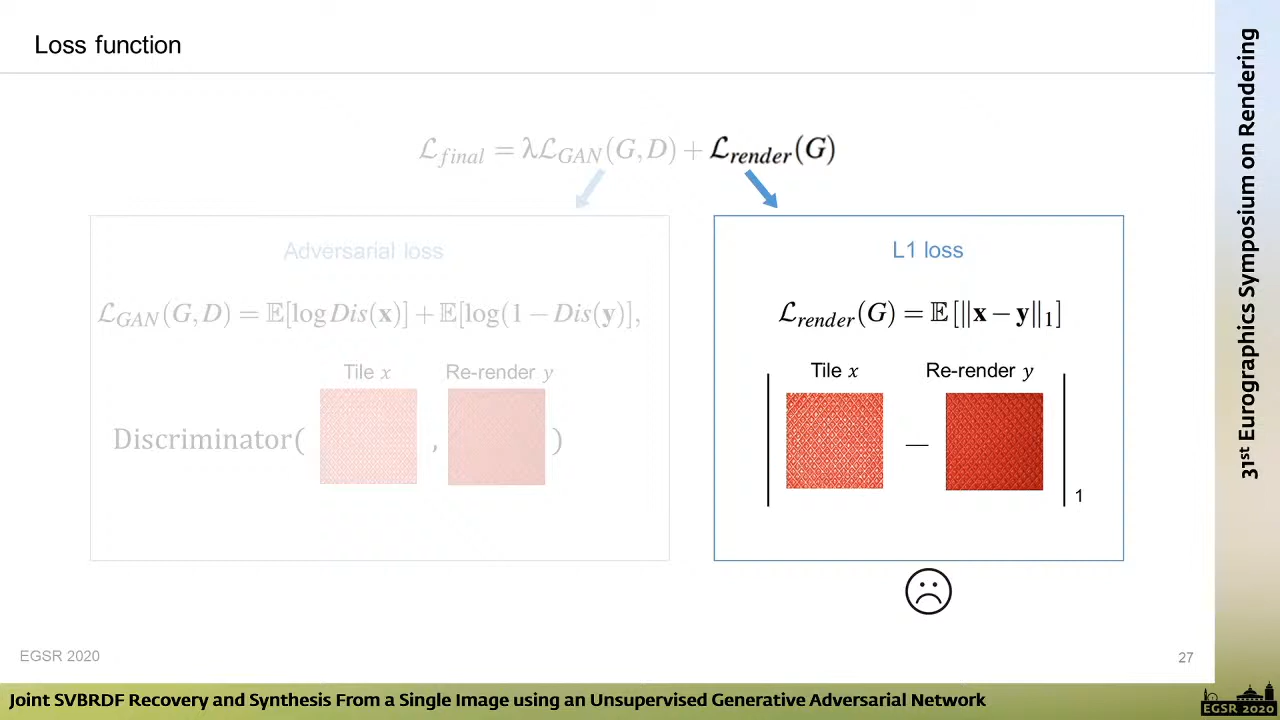 Loss function
ℒ_final = λℒ_GAN(G,D) + ℒ_render(G)
Adversarial loss
ℒ_GAN(G,D) = 𝔼[log Dis(x)] + 𝔼[log(1 − Dis(y)],
Tile x
Re-render y
Discriminator( , )
L1 loss
ℒ_render(G) = 𝔼[‖x − y‖₁]
Tile x
Re-render y
−
1
EGSR 2020
27
Joint SVBRDF Recovery and Synthesis From a Single Image using an Unsupervised Generative Adversarial Network
31st Eurographics Symposium on Rendering
EGSR 2020